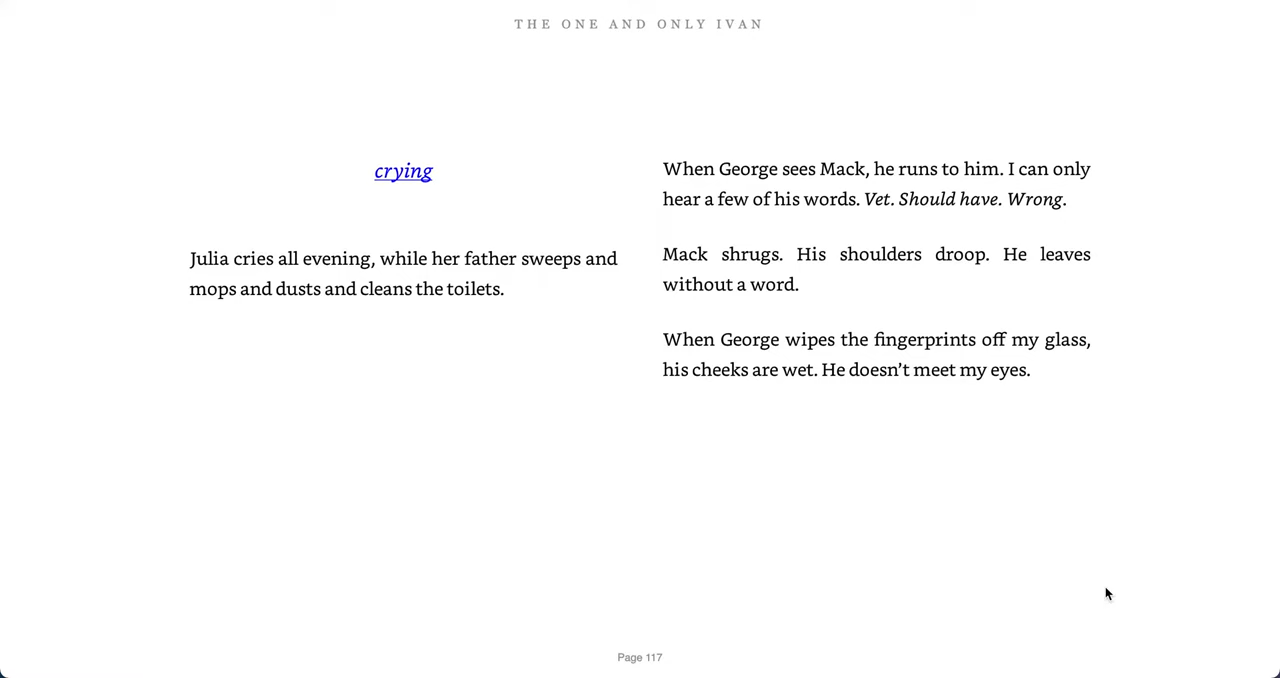 THE ONE AND ONLY IVAN
crying
Julia cries all evening, while her father sweeps and
mops and dusts and cleans the toilets.
When George sees Mack, he runs to him. I can only
hear a few of his words. Vet. Should have. Wrong.
Mack shrugs. His shoulders droop. He leaves
without a word.
When George wipes the fingerprints off my glass,
his cheeks are wet. He doesn’t meet my eyes.
Page 117